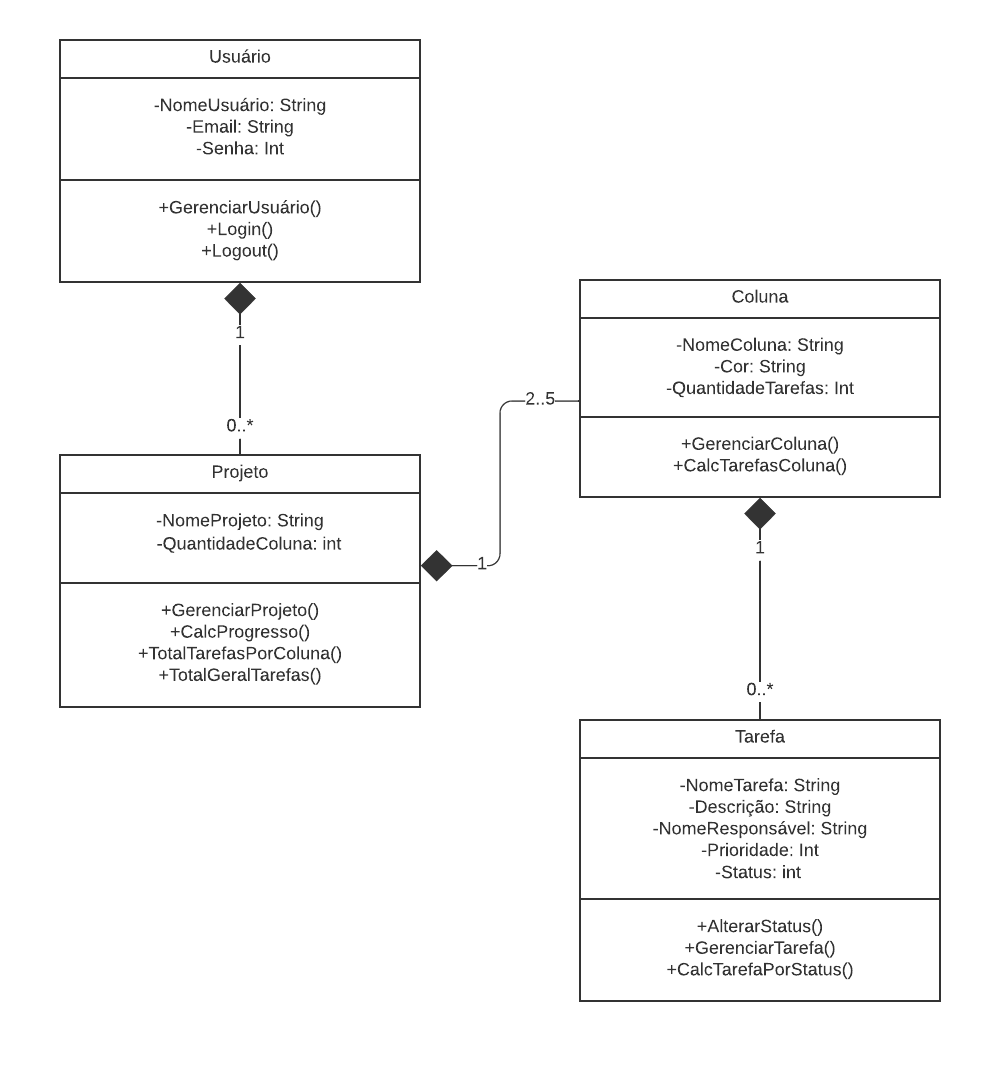 Usuário
-NomeUsuário: String
-Email: String
-Senha: Int
+GerenciarUsuário()
+Login()
+Logout()
1
0..*
Projeto
-NomeProjeto: String
-QuantidadeColuna: int
+GerenciarProjeto()
+CalcProgresso()
+TotalTarefasPorColuna()
+TotalGeralTarefas()
1
2..5
Coluna
-NomeColuna: String
-Cor: String
-QuantidadeTarefas: Int
+GerenciarColuna()
+CalcTarefasColuna()
1
0..*
Tarefa
-NomeTarefa: String
-Descrição: String
-NomeResponsável: String
-Prioridade: Int
-Status: int
+AlterarStatus()
+GerenciarTarefa()
+CalcTarefaPorStatus()